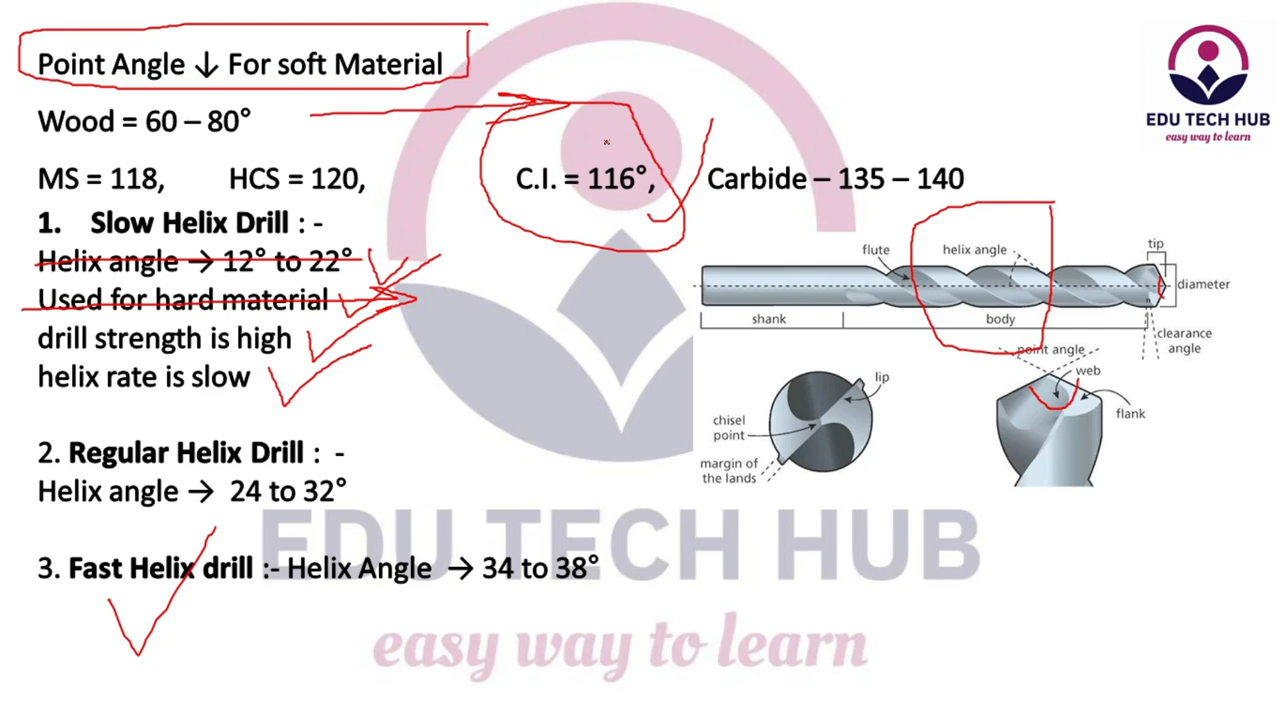 Point Angle ↓ For soft Material
Wood = 60 – 80°
MS = 118, HCS = 120, C.I. = 116°, Carbide – 135 – 140
1. Slow Helix Drill : -
Helix angle → 12° to 22°
Used for hard material
drill strength is high
helix rate is slow
2. Regular Helix Drill : -
Helix angle → 24 to 32°
3. Fast Helix drill :- Helix Angle → 34 to 38°
EDU TECH HUB
easy way to learn
flute
helix angle
tip
diameter
shank
body
clearance
angle
point angle
web
flank
lip
chisel
point
margin of
the lands
EDU TECH HUB
easy way to learn